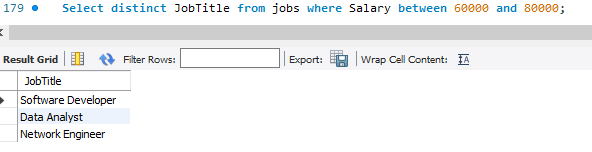 179 Select distinct JobTitle from jobs where Salary between 60000 and 80000;
Result Grid Filter Rows: Export: Wrap Cell Content: IA
JobTitle
Software Developer
Data Analyst
Network Engineer